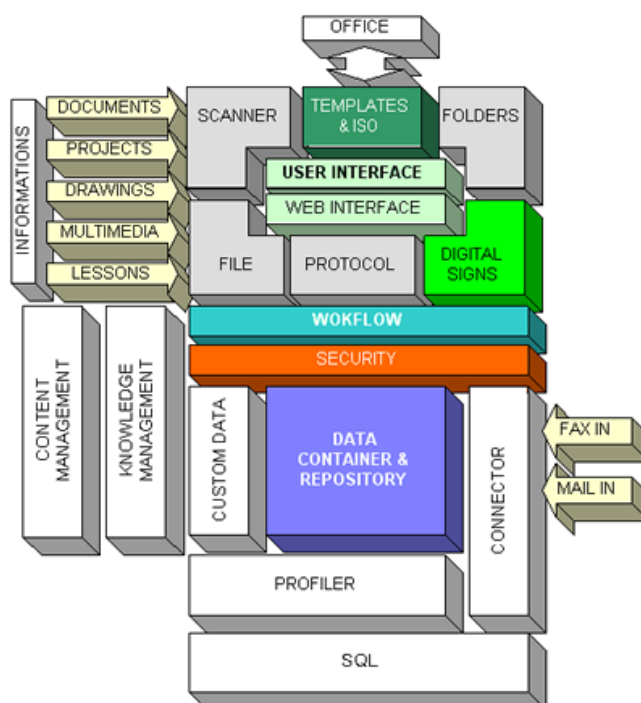 OFFICE
DOCUMENTS
SCANNER
TEMPLATES
& ISO
FOLDERS
INFORMATIONS
PROJECTS
USER INTERFACE
DRAWINGS
WEB INTERFACE
MULTIMEDIA
FILE
PROTOCOL
DIGITAL
SIGNS
LESSONS
WOKFLOW
SECURITY
CONTENT
MANAGEMENT
KNOWLEDGE
MANAGEMENT
CUSTOM DATA
DATA
CONTAINER &
REPOSITORY
CONNECTOR
FAX IN
MAIL IN
PROFILER
SQL